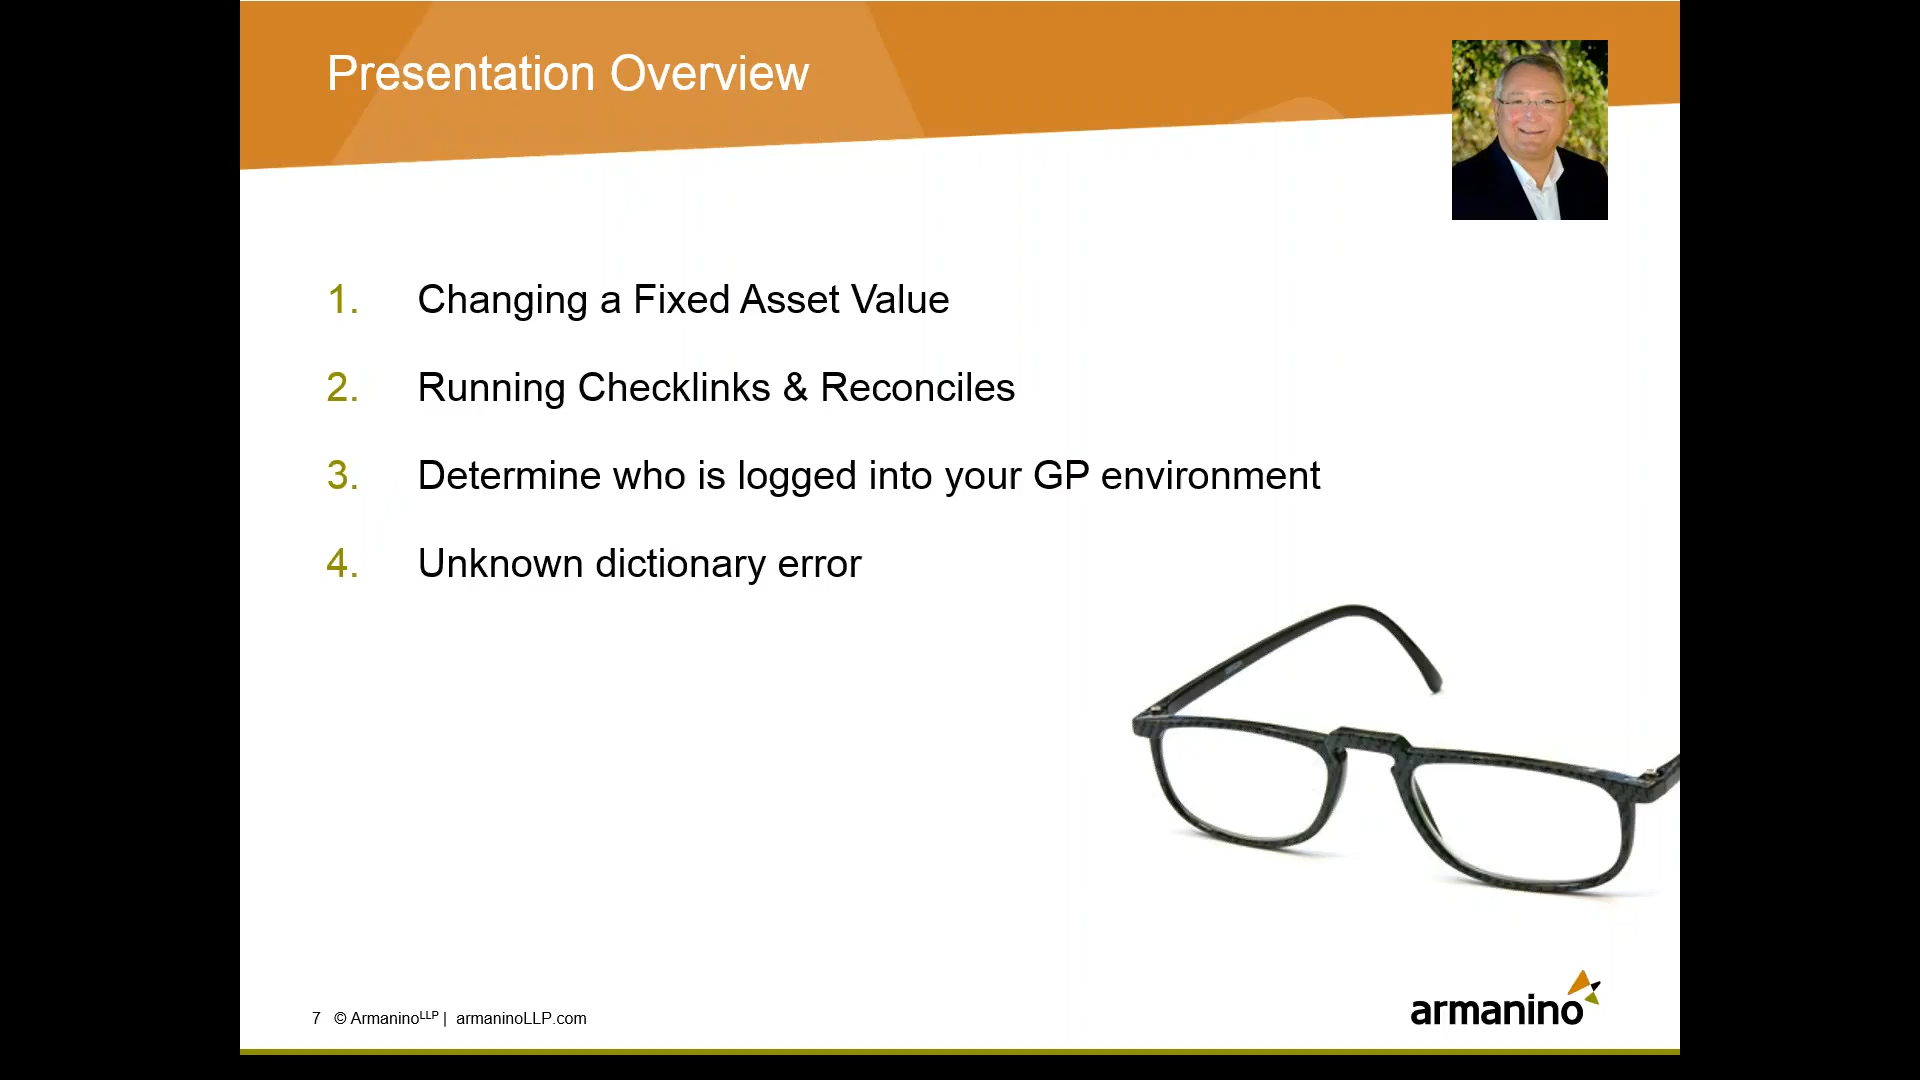 Presentation Overview
1. Changing a Fixed Asset Value
2. Running Checklinks & Reconciles
3. Determine who is logged into your GP environment
4. Unknown dictionary error
7 © ArmaninoLLP | armaninoLLP.com
armanino